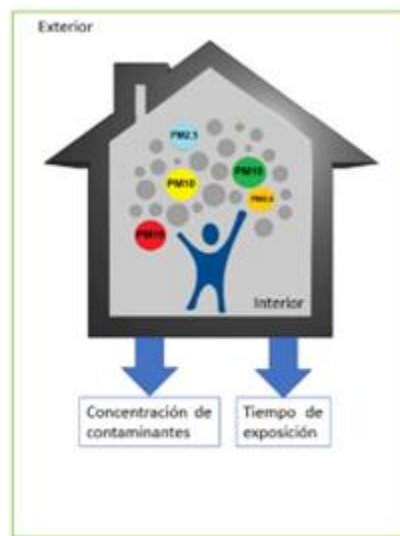 Exterior
PM2.5
PM10
PM10
PM10
Interior
Concentración de
contaminantes
Tiempo de
exposición